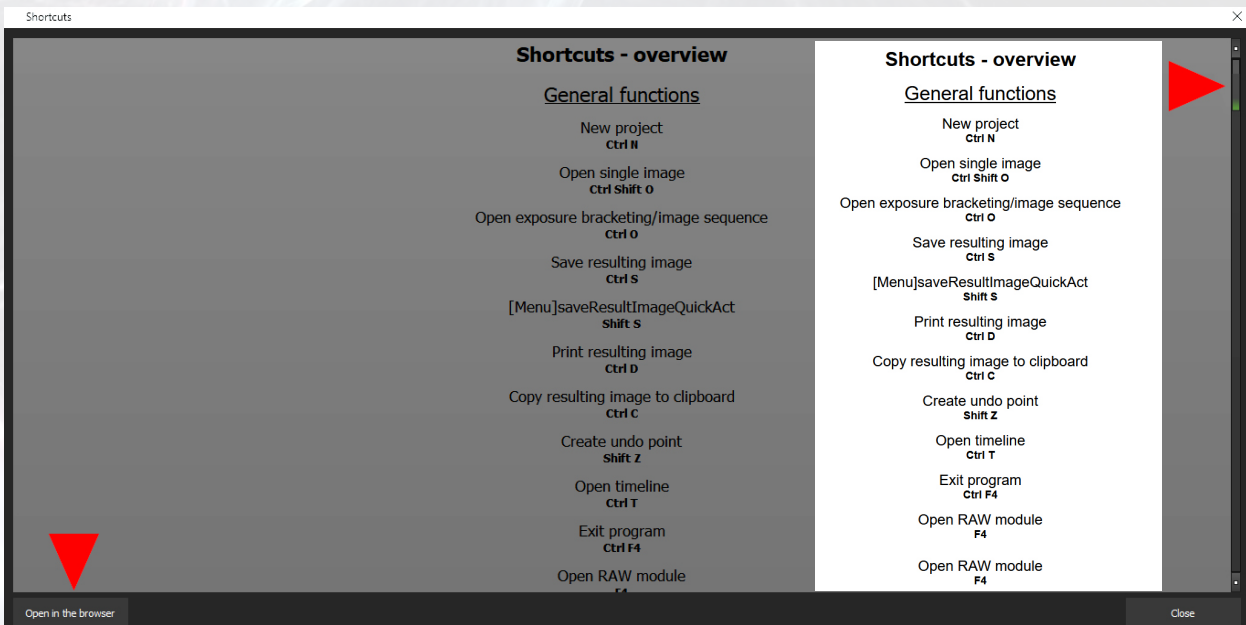 Shortcuts
Shortcuts - overview
General functions
New project
Ctrl N
Open single image
Ctrl Shift O
Open exposure bracketing/image sequence
Ctrl O
Save resulting image
Ctrl S
[Menu]saveResultImageQuickAct
Shift S
Print resulting image
Ctrl D
Copy resulting image to clipboard
Ctrl C
Create undo point
Shift Z
Open timeline
Ctrl T
Exit program
Ctrl F4
Open RAW module
F4
Shortcuts - overview
General functions
New project
Ctrl N
Open single image
Ctrl Shift O
Open exposure bracketing/image sequence
Ctrl O
Save resulting image
Ctrl S
[Menu]saveResultImageQuickAct
Shift S
Print resulting image
Ctrl D
Copy resulting image to clipboard
Ctrl C
Create undo point
Shift Z
Open timeline
Ctrl T
Exit program
Ctrl F4
Open RAW module
F4
Open RAW module
F4
Open in the browser
Close